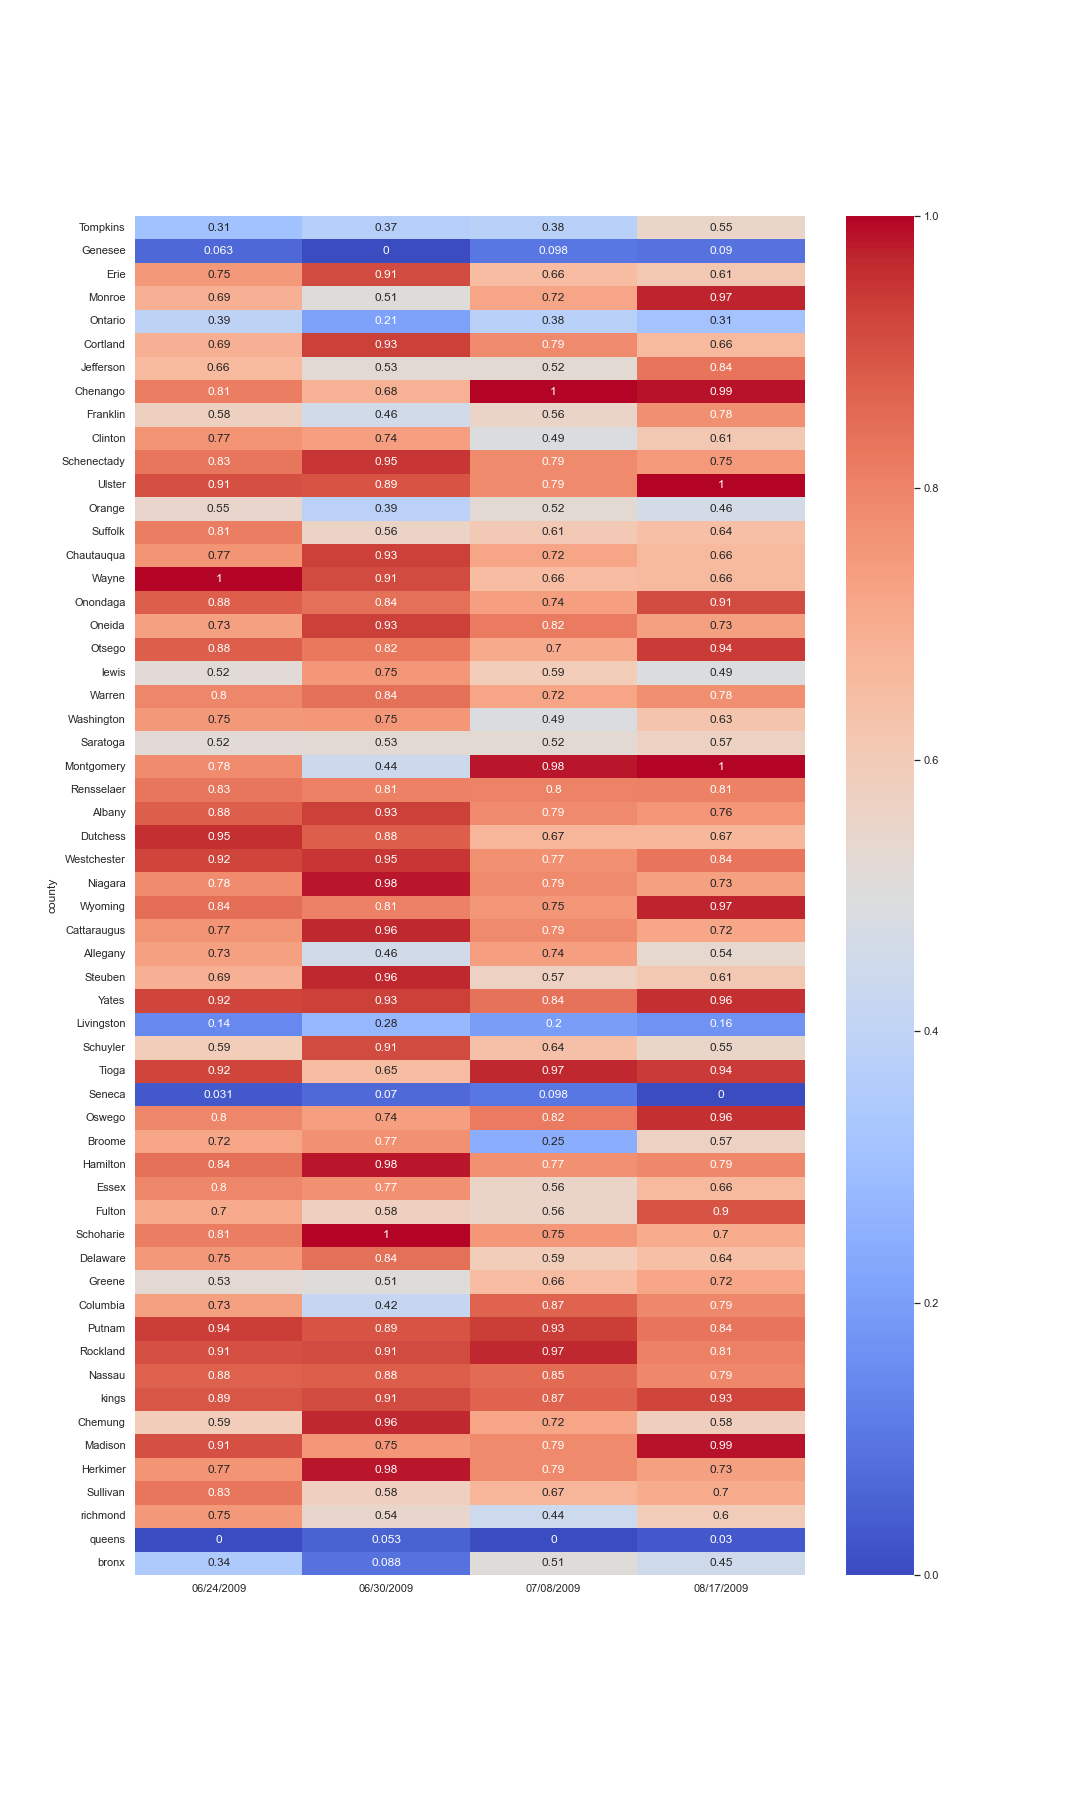 Tompkins 0.31 0.37 0.38 0.55
Genesee 0.063 0 0.098 0.09
Erie 0.75 0.91 0.66 0.61
Monroe 0.69 0.51 0.72 0.97
Ontario 0.39 0.21 0.38 0.31
Cortland 0.69 0.93 0.79 0.66
Jefferson 0.66 0.53 0.52 0.84
Chenango 0.81 0.68 1 0.99
Franklin 0.58 0.46 0.56 0.78
Clinton 0.77 0.74 0.49 0.61
Schenectady 0.83 0.95 0.79 0.75
Ulster 0.91 0.89 0.79 1
Orange 0.55 0.39 0.52 0.46
Suffolk 0.81 0.56 0.61 0.64
Chautauqua 0.77 0.93 0.72 0.66
Wayne 1 0.91 0.66 0.66
Onondaga 0.88 0.84 0.74 0.91
Oneida 0.73 0.93 0.82 0.73
Otsego 0.88 0.82 0.7 0.94
lewis 0.52 0.75 0.59 0.49
Warren 0.8 0.84 0.72 0.78
Washington 0.75 0.75 0.49 0.63
Saratoga 0.52 0.53 0.52 0.57
Montgomery 0.78 0.44 0.98 1
Rensselaer 0.83 0.81 0.8 0.81
Albany 0.88 0.93 0.79 0.76
Dutchess 0.95 0.88 0.67 0.67
Westchester 0.92 0.95 0.77 0.84
Niagara 0.78 0.98 0.79 0.73
Wyoming 0.84 0.81 0.75 0.97
Cattaraugus 0.77 0.96 0.79 0.72
Allegany 0.73 0.46 0.74 0.54
Steuben 0.69 0.96 0.57 0.61
Yates 0.92 0.93 0.84 0.96
Livingston 0.14 0.28 0.2 0.16
Schuyler 0.59 0.91 0.64 0.55
Tioga 0.92 0.65 0.97 0.94
Seneca 0.031 0.07 0.098 0
Oswego 0.8 0.74 0.82 0.96
Broome 0.72 0.77 0.25 0.57
Hamilton 0.84 0.98 0.77 0.79
Essex 0.8 0.77 0.56 0.66
Fulton 0.7 0.58 0.56 0.9
Schoharie 0.81 1 0.75 0.7
Delaware 0.75 0.84 0.59 0.64
Greene 0.53 0.51 0.66 0.72
Columbia 0.73 0.42 0.87 0.79
Putnam 0.94 0.89 0.93 0.84
Rockland 0.91 0.91 0.97 0.81
Nassau 0.88 0.88 0.85 0.79
kings 0.89 0.91 0.87 0.93
Chemung 0.59 0.96 0.72 0.58
Madison 0.91 0.75 0.79 0.99
Herkimer 0.77 0.98 0.79 0.73
Sullivan 0.83 0.58 0.67 0.7
richmond 0.75 0.54 0.44 0.6
queens 0 0.053 0 0.03
bronx 0.34 0.088 0.51 0.45
06/24/2009 06/30/2009 07/08/2009 08/17/2009
county
1.0
0.8
0.6
0.4
0.2
0.0